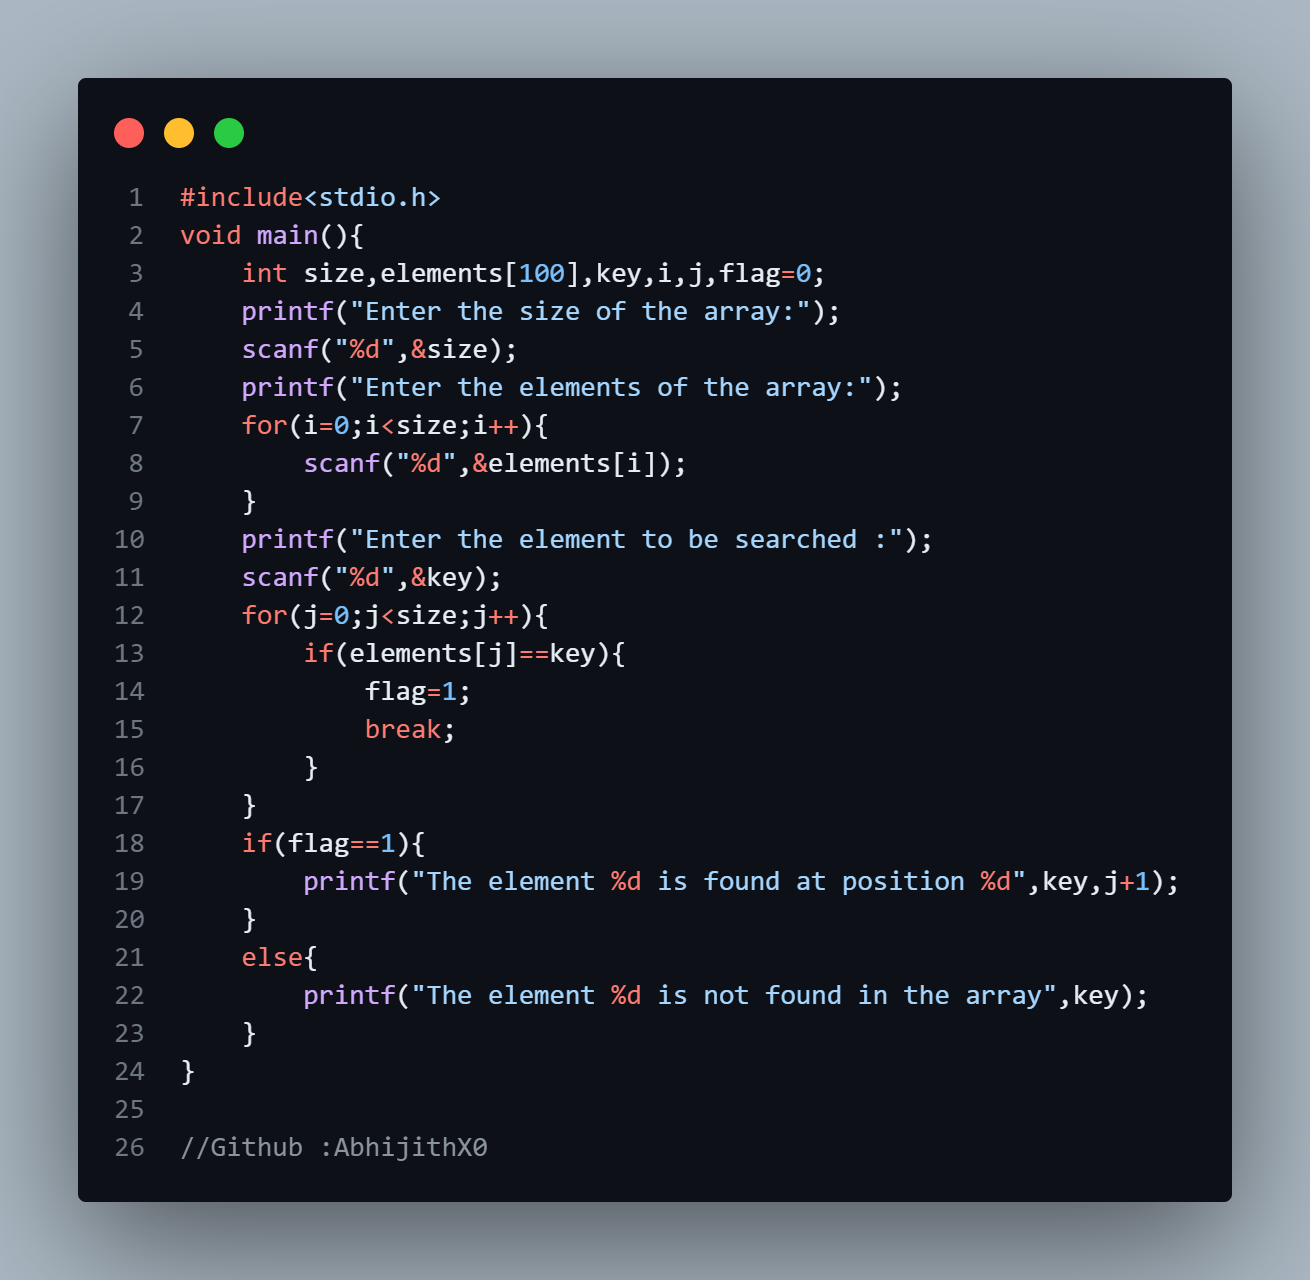 1 #include<stdio.h>
2 void main(){
3     int size,elements[100],key,i,j,flag=0;
4     printf("Enter the size of the array:");
5     scanf("%d",&size);
6     printf("Enter the elements of the array:");
7     for(i=0;i<size;i++){
8         scanf("%d",&elements[i]);
9     }
10     printf("Enter the element to be searched :");
11     scanf("%d",&key);
12     for(j=0;j<size;j++){
13         if(elements[j]==key){
14             flag=1;
15             break;
16         }
17     }
18     if(flag==1){
19         printf("The element %d is found at position %d",key,j+1);
20     }
21     else{
22         printf("The element %d is not found in the array",key);
23     }
24 }
25
26 //Github :AbhijithX0